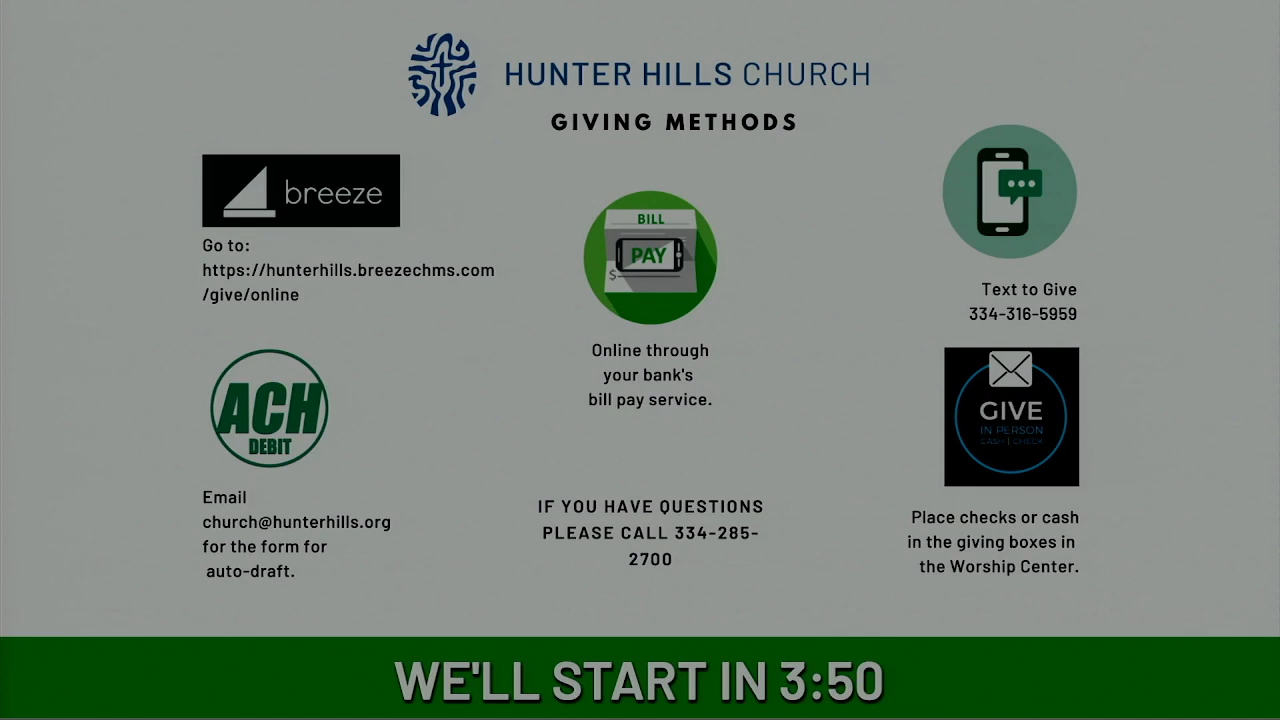 HUNTER HILLS CHURCH
GIVING METHODS
breeze
Go to:
https://hunterhills.breezechms.com
/give/online
BILL
PAY
$
Online through
your bank's
bill pay service.
Text to Give
334-316-5959
ACH
DEBIT
Email
church@hunterhills.org
for the form for
auto-draft.
IF YOU HAVE QUESTIONS
PLEASE CALL 334-285-
2700
GIVE
IN PERSON
CASH | CHECK
Place checks or cash
in the giving boxes in
the Worship Center.
WE'LL START IN 3:50